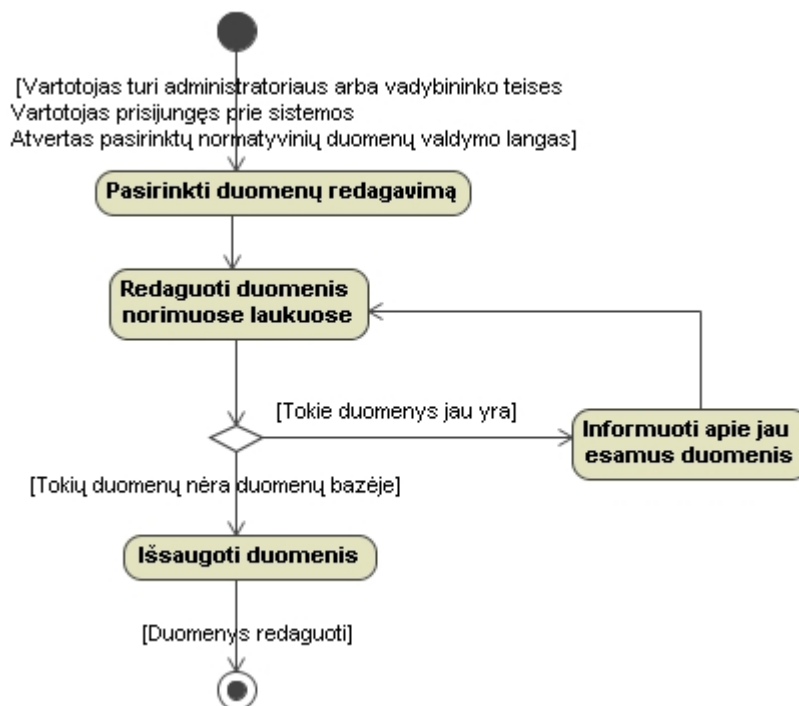 [Vartotojas turi administratoriaus arba vadybininko teises
Vartotojas prisijungęs prie sistemos
Atvertas pasirinktų normatyvinių duomenų valdymo langas]
Pasirinkti duomenų redagavimą
Redaguoti duomenis
norimuose laukuose
[Tokie duomenys jau yra]
Informuoti apie jau
esamus duomenis
[Tokių duomenų nėra duomenų bazėje]
Išsaugoti duomenis
[Duomenys redaguoti]